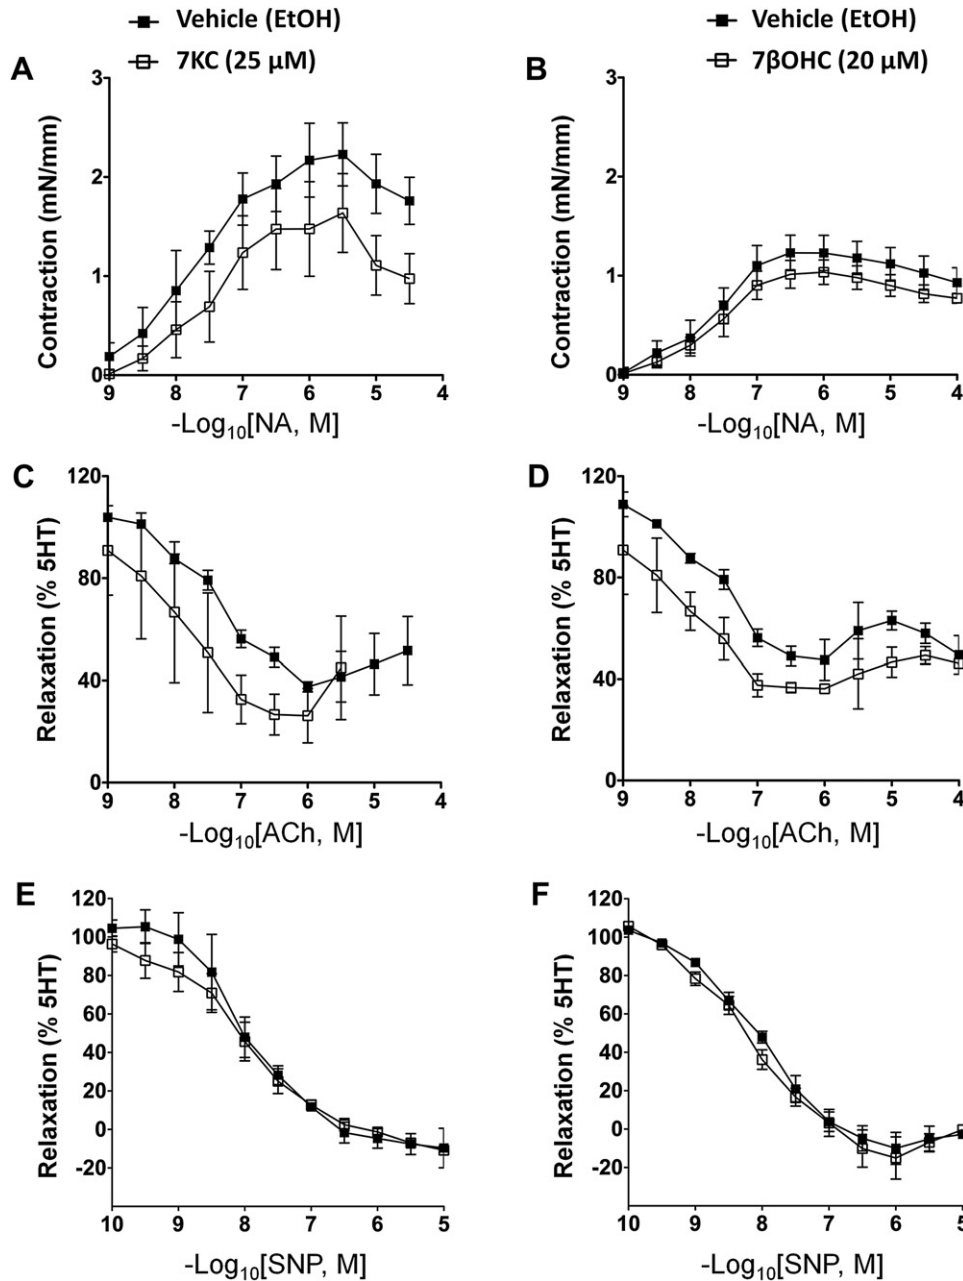 Vehicle (EtOH)
7KC (25 µM)
Vehicle (EtOH)
7βOHC (20 µM)
A
3
2
1
0
Contraction (mN/mm)
9 8 7 6 5 4
-Log10[NA, M]
B
3
2
1
0
Contraction (mN/mm)
9 8 7 6 5 4
-Log10[NA, M]
C
120
80
40
0
Relaxation (% 5HT)
9 8 7 6 5 4
-Log10[ACh, M]
D
120
80
40
0
Relaxation (% 5HT)
9 8 7 6 5 4
-Log10[ACh, M]
E
120
100
80
60
40
20
0
-20
Relaxation (% 5HT)
10 9 8 7 6 5
-Log10[SNP, M]
F
120
100
80
60
40
20
0
-20
Relaxation (% 5HT)
10 9 8 7 6 5
-Log10[SNP, M]